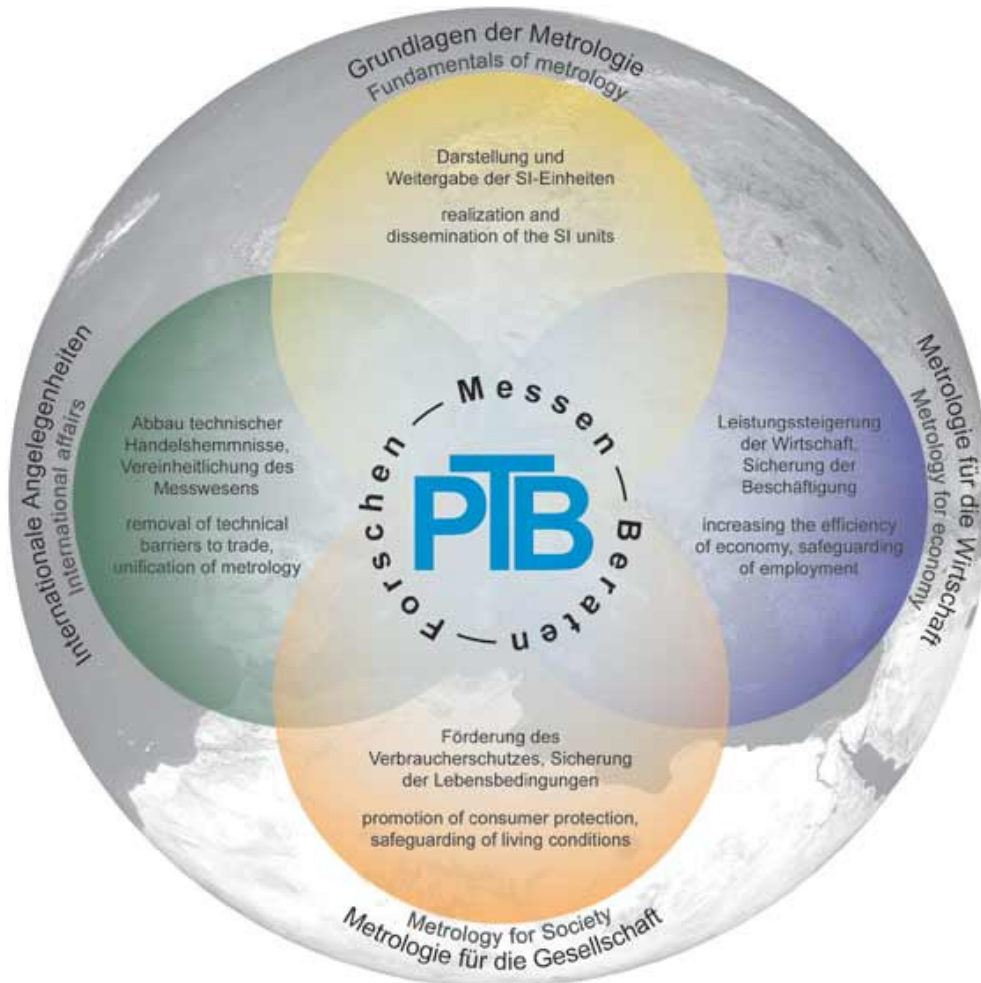 Grundlagen der Metrologie
Fundamentals of metrology
Darstellung und
Weitergabe der SI-Einheiten
realization and
dissemination of the SI units
Internationale Angelegenheiten
International affairs
Abbau technischer
Handelshemmnisse,
Vereinheitlichung des
Messwesens
removal of technical
barriers to trade,
unification of metrology
Forschen — Messen — Beraten —
PTB
Leistungssteigerung
der Wirtschaft,
Sicherung der
Beschäftigung
increasing the efficiency
of economy, safeguarding
of employment
Metrologie für die Wirtschaft
Metrology for economy
Förderung des
Verbraucherschutzes, Sicherung
der Lebensbedingungen
promotion of consumer protection,
safeguarding of living conditions
Metrology for Society
Metrologie für die Gesellschaft